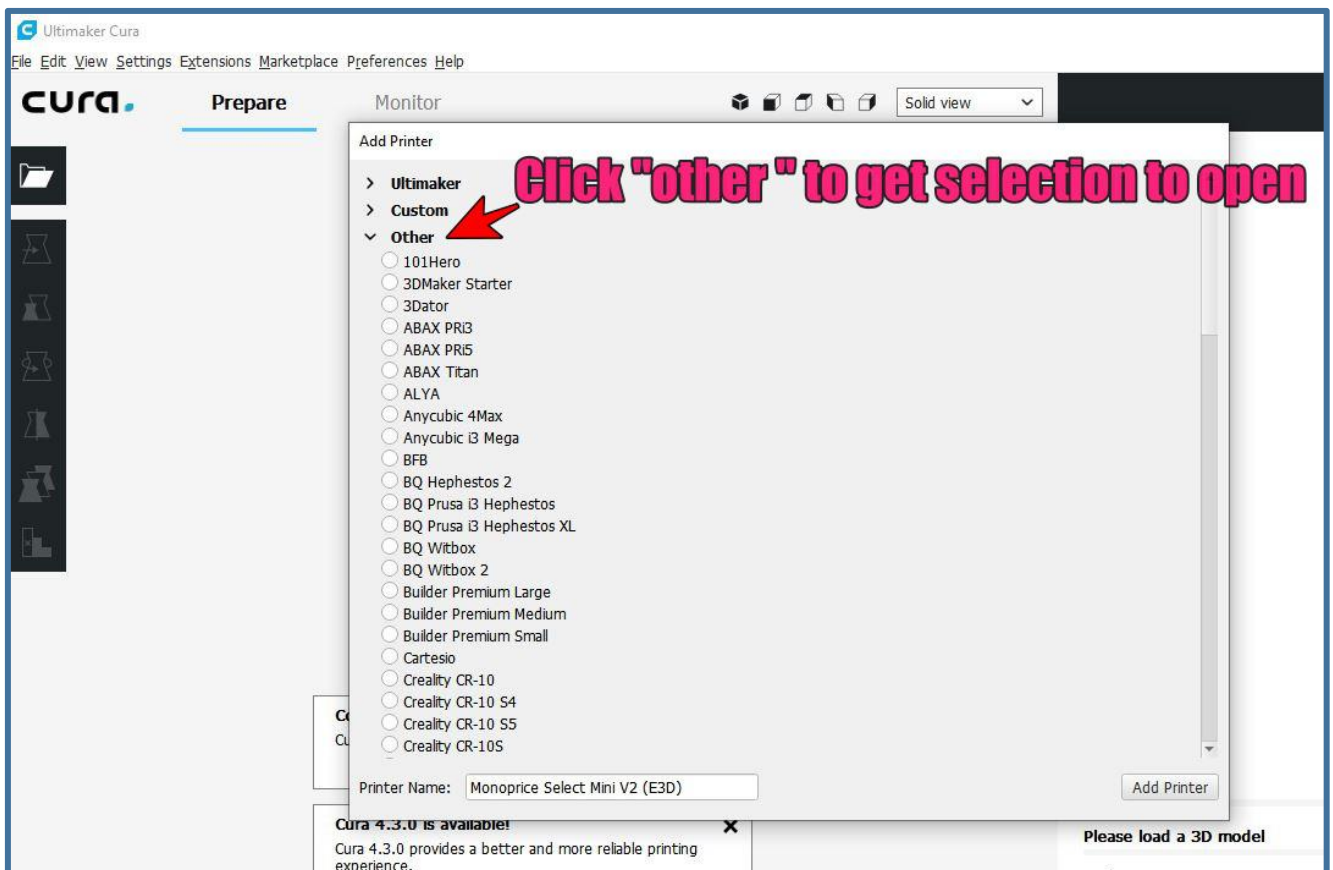 Ultimaker Cura
File Edit View Settings Extensions Marketplace Preferences Help
cura.
Prepare
Monitor
Solid view
Add Printer
Click "other " to get selection to open
Ultimaker
Custom
Other
101Hero
3DMaker Starter
3Dator
ABAX PRi3
ABAX PRi5
ABAX Titan
ALYA
Anycubic 4Max
Anycubic i3 Mega
BFB
BQ Hephestos 2
BQ Prusa i3 Hephestos
BQ Prusa i3 Hephestos XL
BQ Witbox
BQ Witbox 2
Builder Premium Large
Builder Premium Medium
Builder Premium Small
Cartesio
Creality CR-10
Creality CR-10 S4
Creality CR-10 S5
Creality CR-10S
Printer Name: Monoprice Select Mini V2 (E3D)
Add Printer
Cura 4.3.0 is available!
Cura 4.3.0 provides a better and more reliable printing
experience.
Please load a 3D model